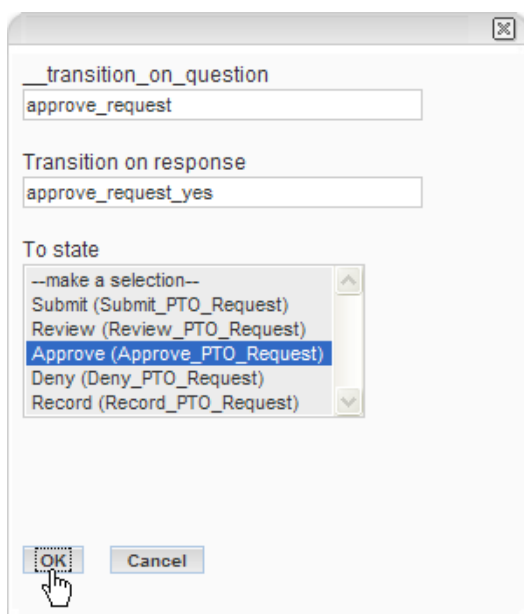 __transition_on_question
approve_request
Transition on response
approve_request_yes
To state
--make a selection--
Submit (Submit_PTO_Request)
Review (Review_PTO_Request)
Approve (Approve_PTO_Request)
Deny (Deny_PTO_Request)
Record (Record_PTO_Request)
OK Cancel